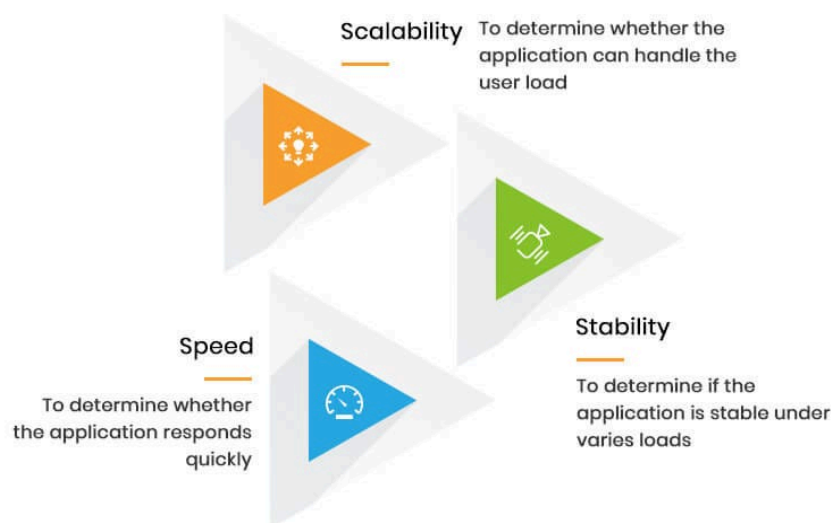 Scalability
To determine whether the
application can handle the
user load
Stability
To determine if the
application is stable under
varies loads
Speed
To determine whether
the application responds
quickly